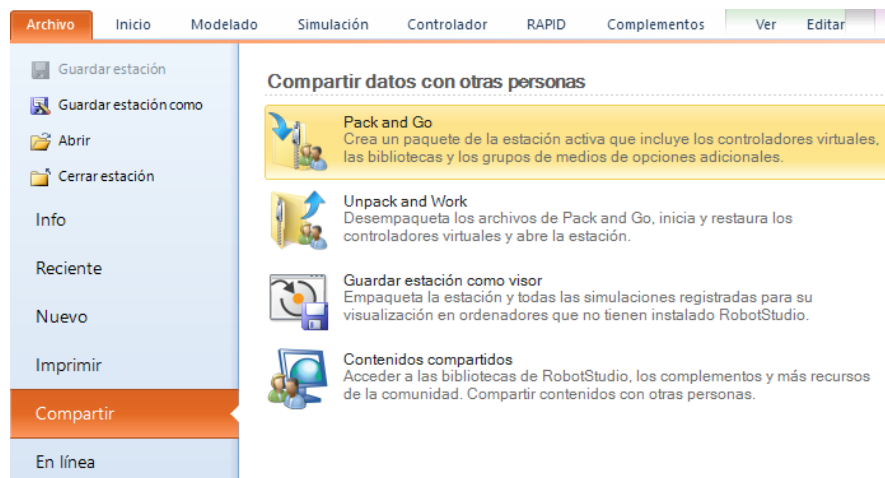 Archivo Inicio Modelado Simulación Controlador RAPID Complementos Ver Editar
Guardar estación
Guardar estación como
Abrir
Cerrar estación
Info
Reciente
Nuevo
Imprimir
Compartir
En línea
Compartir datos con otras personas
Pack and Go
Crea un paquete de la estación activa que incluye los controladores virtuales,
las bibliotecas y los grupos de medios de opciones adicionales.
Unpack and Work
Desempaqueta los archivos de Pack and Go, inicia y restaura los
controladores virtuales y abre la estación.
Guardar estación como visor
Empaqueta la estación y todas las simulaciones registradas para su
visualización en ordenadores que no tienen instalado RobotStudio.
Contenidos compartidos
Acceder a las bibliotecas de RobotStudio, los complementos y más recursos
de la comunidad. Compartir contenidos con otras personas.